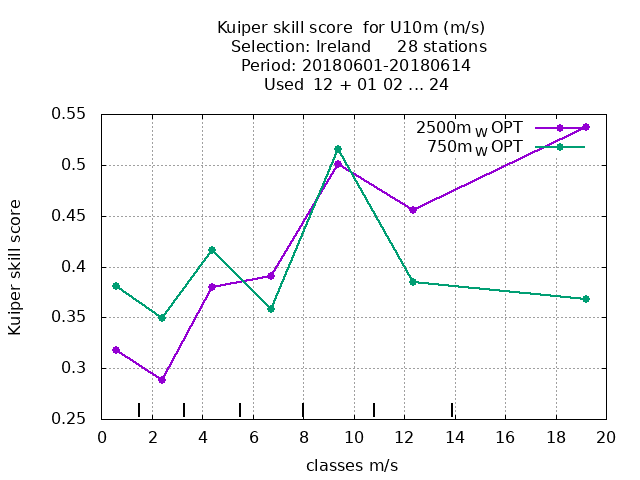 Kuiper skill score  for U10m (m/s)
Selection: Ireland     28 stations
Period: 20180601-20180614
Used  12 + 01 02 ... 24
2500m W OPT
750m W OPT
Kuiper skill score
0.55
0.5
0.45
0.4
0.35
0.3
0.25
0 2 4 6 8 10 12 14 16 18 20
classes m/s